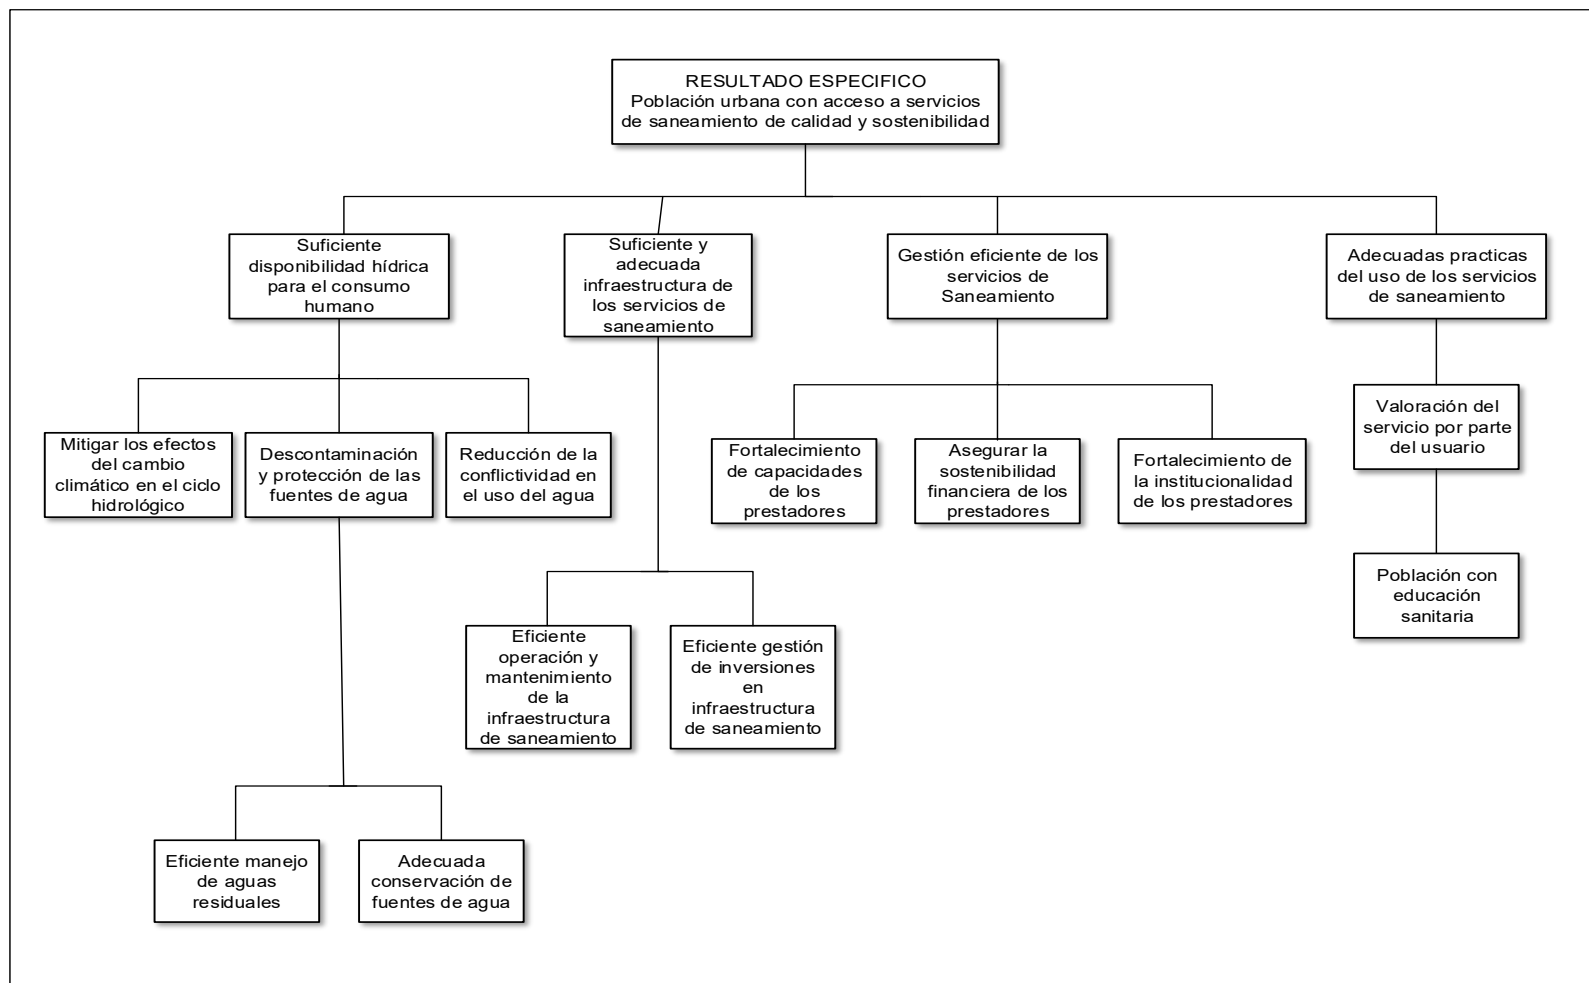 RESULTADO ESPECIFICO
Población urbana con acceso a servicios
de saneamiento de calidad y sostenibilidad
Suficiente
disponibilidad hídrica
para el consumo
humano
Suficiente y
adecuada
infraestructura de
los servicios de
saneamiento
Gestión eficiente de los
servicios de
Saneamiento
Adecuadas practicas
del uso de los servicios
de saneamiento
Mitigar los efectos
del cambio
climático en el ciclo
hidrológico
Descontaminación
y protección de las
fuentes de agua
Reducción de la
conflictividad en
el uso del agua
Fortalecimiento
de capacidades
de los
prestadores
Asegurar la
sostenibilidad
financiera de los
prestadores
Fortalecimiento de
la institucionalidad
de los prestadores
Valoración del
servicio por parte
del usuario
Población con
educación
sanitaria
Eficiente
operación y
mantenimiento
de la
infraestructura
de saneamiento
Eficiente gestión
de inversiones
en
infraestructura
de saneamiento
Eficiente manejo
de aguas
residuales
Adecuada
conservación de
fuentes de agua